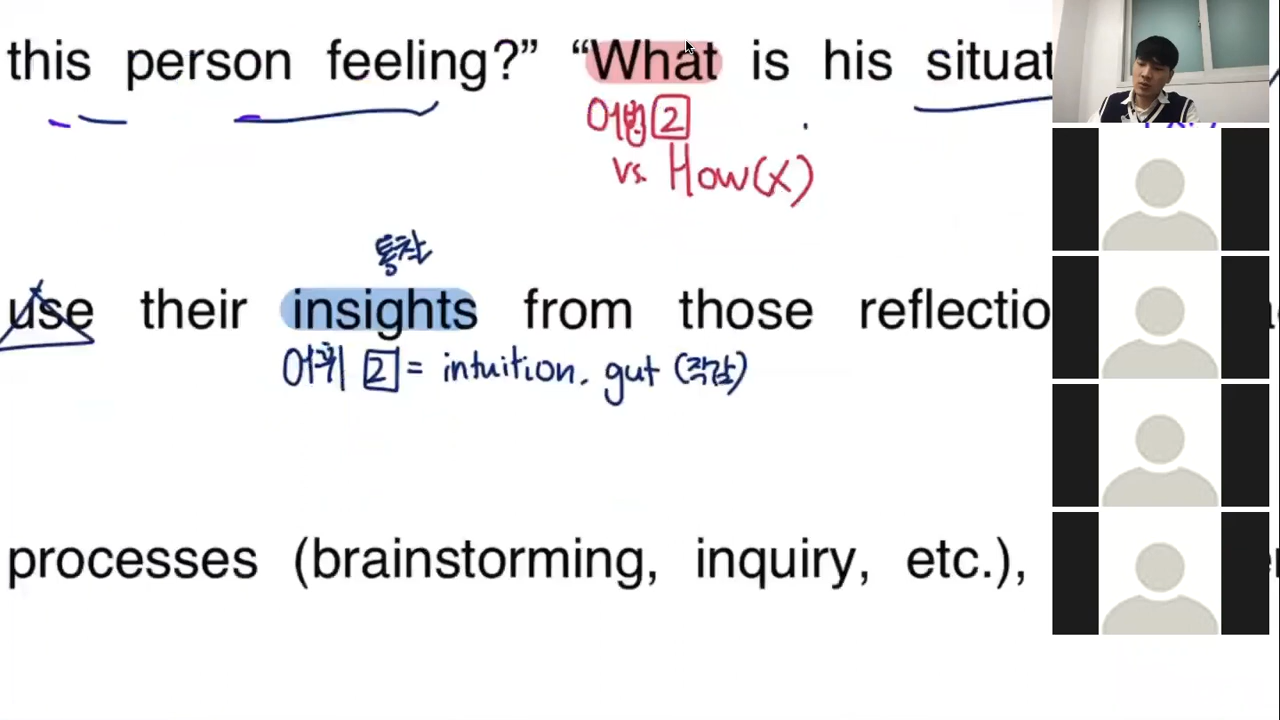 this person feeling?” “What is his situat
어법 2
vs. How(X)
통찰
use their insights from those reflectio
어휘 2 = intuition. gut (직감)
processes (brainstorming, inquiry, etc.),